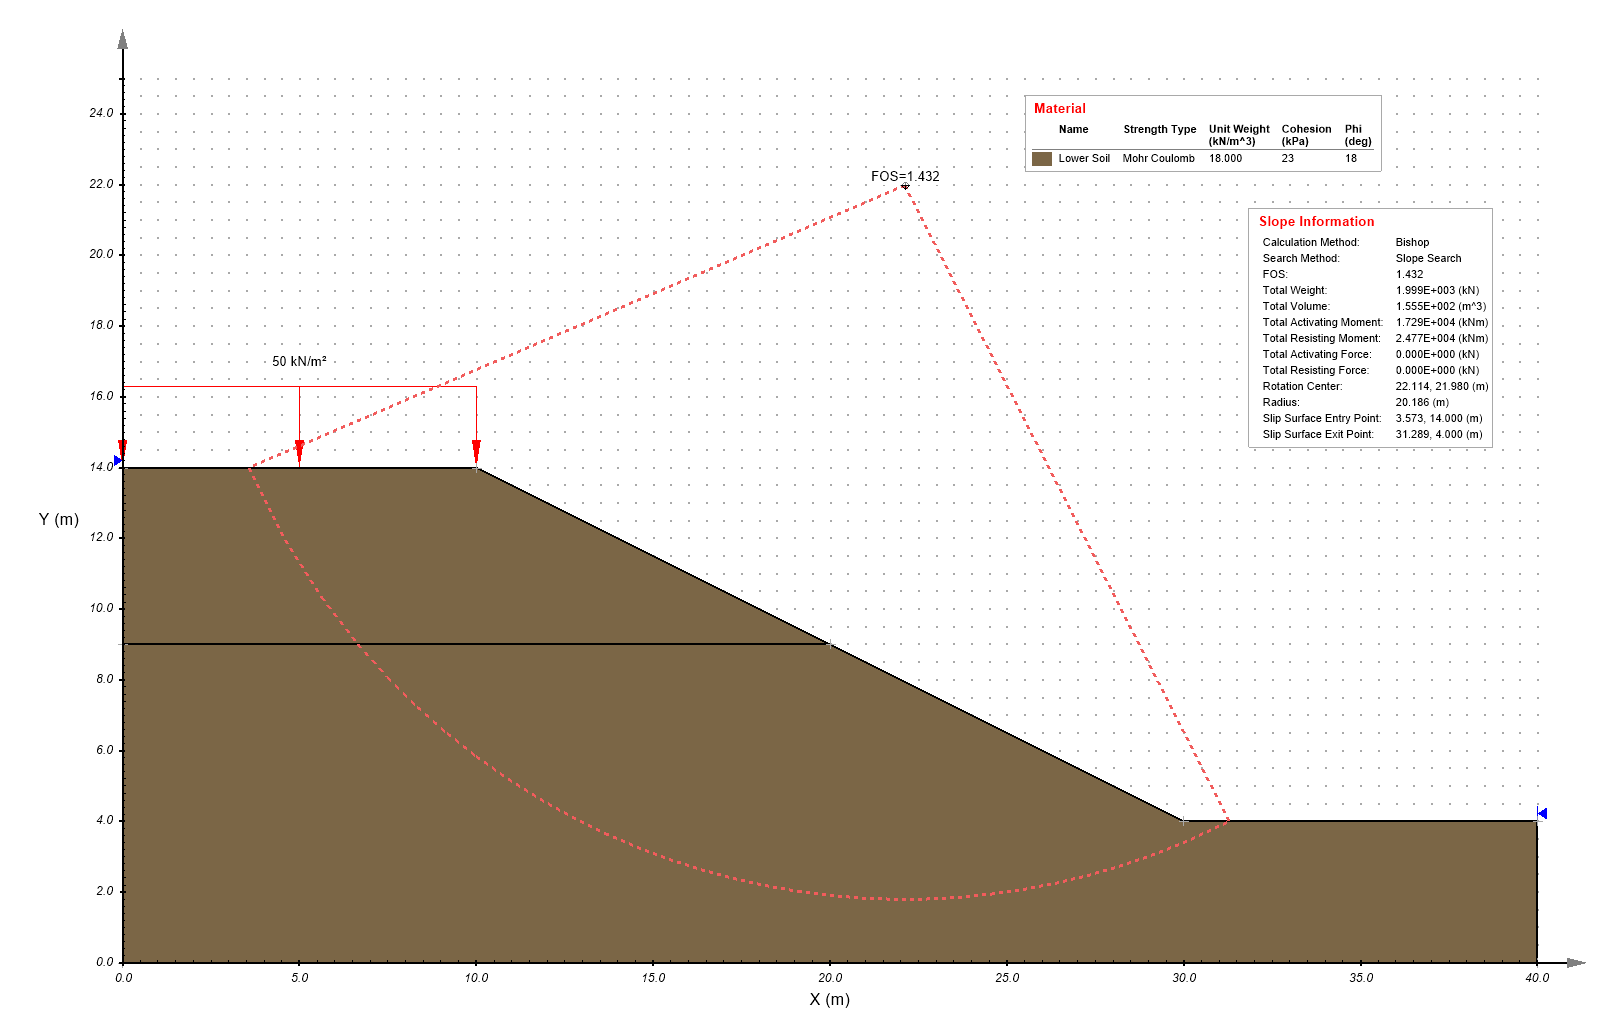 24.0
22.0
20.0
18.0
16.0
14.0
12.0
10.0
8.0
6.0
4.0
2.0
0.0
Y (m)
0.0 5.0 10.0 15.0 20.0 25.0 30.0 35.0 40.0
X (m)
50 kN/m²
FOS=1.432
Material
Name Strength Type Unit Weight (kN/m^3) Cohesion (kPa) Phi (deg)
Lower Soil Mohr Coulomb 18.000 23 18
Slope Information
Calculation Method: Bishop
Search Method: Slope Search
FOS: 1.432
Total Weight: 1.999E+003 (kN)
Total Volume: 1.555E+002 (m^3)
Total Activating Moment: 1.729E+004 (kNm)
Total Resisting Moment: 2.477E+004 (kNm)
Total Activating Force: 0.000E+000 (kN)
Total Resisting Force: 0.000E+000 (kN)
Rotation Center: 22.114, 21.980 (m)
Radius: 20.186 (m)
Slip Surface Entry Point: 3.573, 14.000 (m)
Slip Surface Exit Point: 31.289, 4.000 (m)